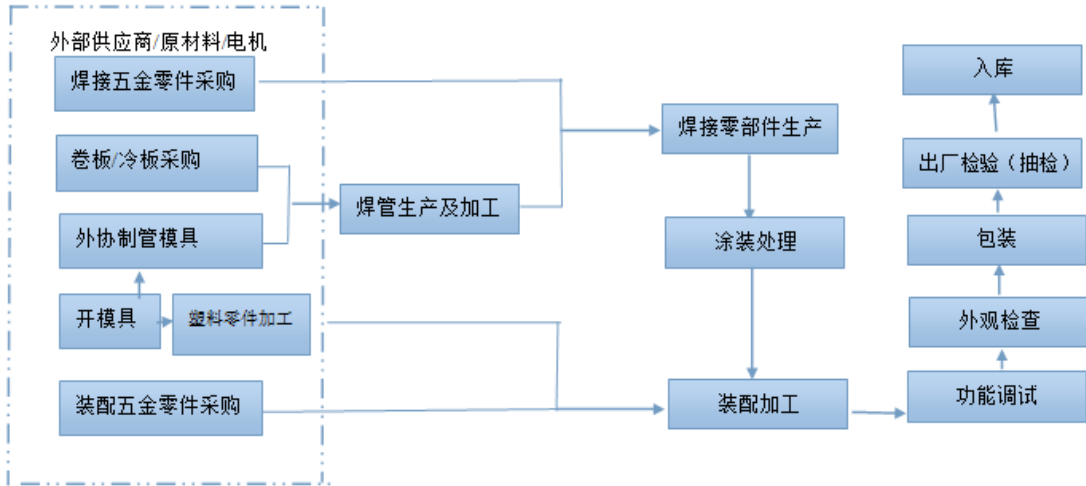 外部供应商/原材料/电机
焊接五金零件采购
卷板/冷板采购
外协制管模具
开模具
塑料零件加工
装配五金零件采购
焊管生产及加工
焊接零部件生产
涂装处理
装配加工
入库
出厂检验（抽检）
包装
外观检查
功能调试